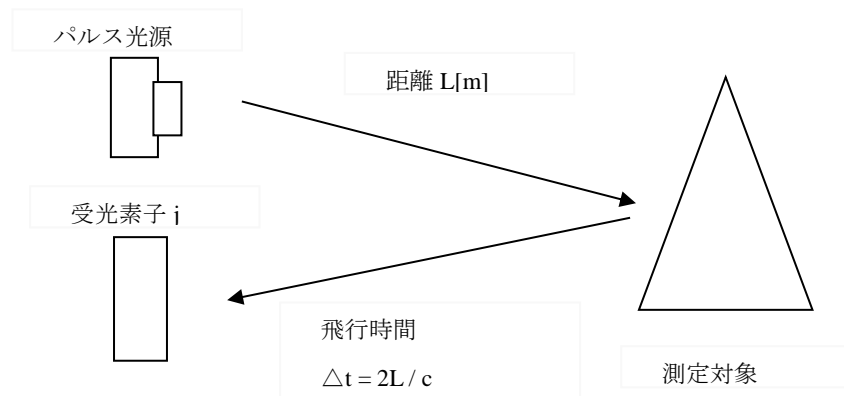 パルス光源
距離 L[m]
受光素子 j
飛行時間
△t = 2L / c
測定対象